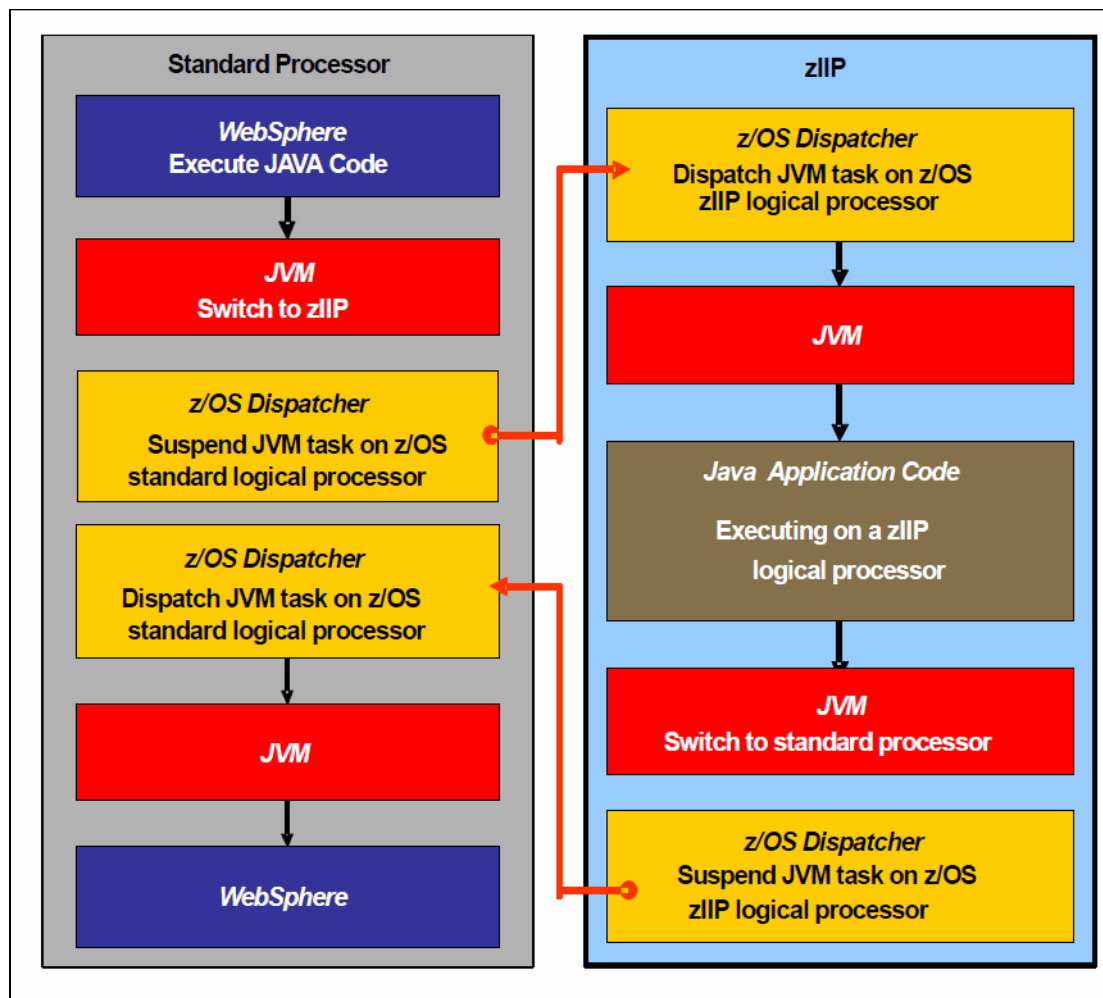 Standard Processor
WebSphere
Execute JAVA Code
JVM
Switch to zIIP
z/OS Dispatcher
Suspend JVM task on z/OS
standard logical processor
z/OS Dispatcher
Dispatch JVM task on z/OS
standard logical processor
JVM
WebSphere
zIIP
z/OS Dispatcher
Dispatch JVM task on z/OS
zIIP logical processor
JVM
Java Application Code
Executing on a zIIP
logical processor
JVM
Switch to standard processor
z/OS Dispatcher
Suspend JVM task on z/OS
zIIP logical processor